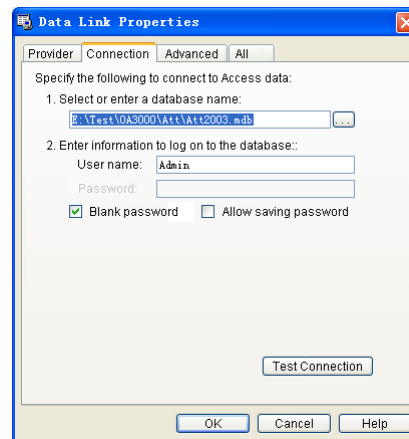 Data Link Properties
Provider Connection Advanced All
Specify the following to connect to Access data:
1. Select or enter a database name:
E:\Test\OA3000\Att\Att2003.mdb ...
2. Enter information to log on to the database::
User name: Admin
Password:
Blank password Allow saving password
Test Connection
OK Cancel Help